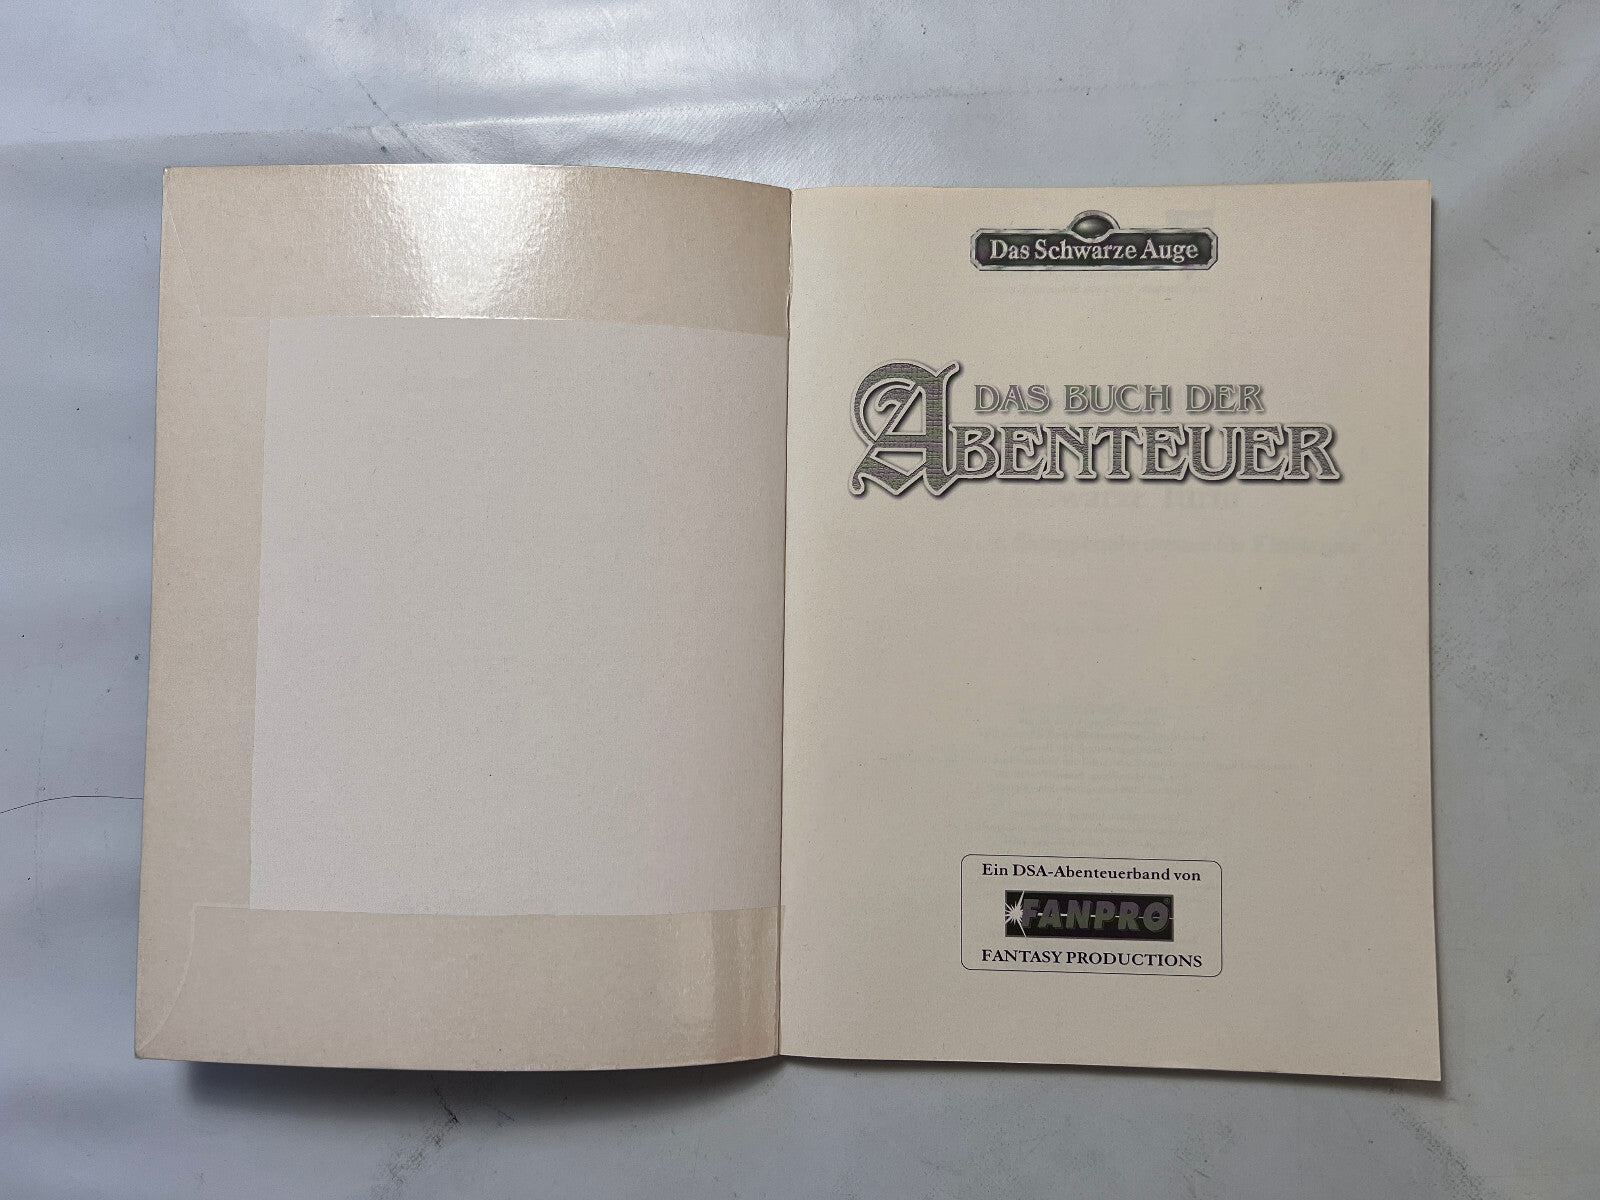 Das Schwarze Auge
DAS BUCH DER
ABENTEUER
Ein DSA-Abenteuerband von
FANPRO
FANTASY PRODUCTIONS